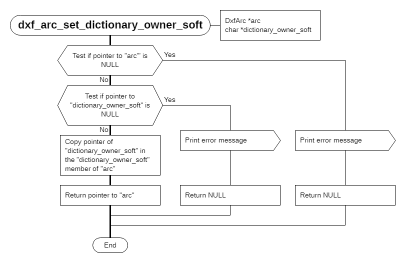 dxf_arc_set_dictionary_owner_soft
DxfArc *arc
char *dictionary_owner_soft
Test if pointer to "arc" is
NULL
Yes
No
Test if pointer to
"dictionary_owner_soft" is
NULL
Yes
No
Copy pointer of
"dictionary_owner_soft" in
the "dictionary_owner_soft"
member of "arc"
Print error message
Print error message
Return pointer to "arc"
Return NULL
Return NULL
End